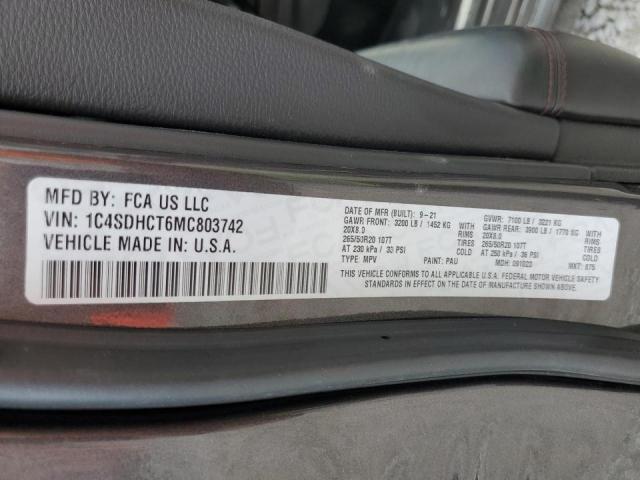 MFD BY: FCA US LLC
VIN: 1C4SDHCT6MC803742
VEHICLE MADE IN: U.S.A.
DATE OF MFR (BUILT): 9-21 GVWR: 7100 LB / 3221 KG
GAWR FRONT: 3200 LB / 1452 KG WITH GAWR REAR: 3900 LB / 1770 KG WITH
20X8.0 RIMS 20X8.0 RIMS
265/50R20 107T TIRES 265/50R20 107T TIRES
AT 230 kPa / 33 PSI COLD AT 250 kPa / 36 PSI COLD
TYPE: MPV PAINT: PAU MDH: 091023 MKT: 875
THIS VEHICLE CONFORMS TO ALL APPLICABLE U.S.A. FEDERAL MOTOR VEHICLE SAFETY
STANDARDS IN EFFECT ON THE DATE OF MANUFACTURE SHOWN ABOVE.